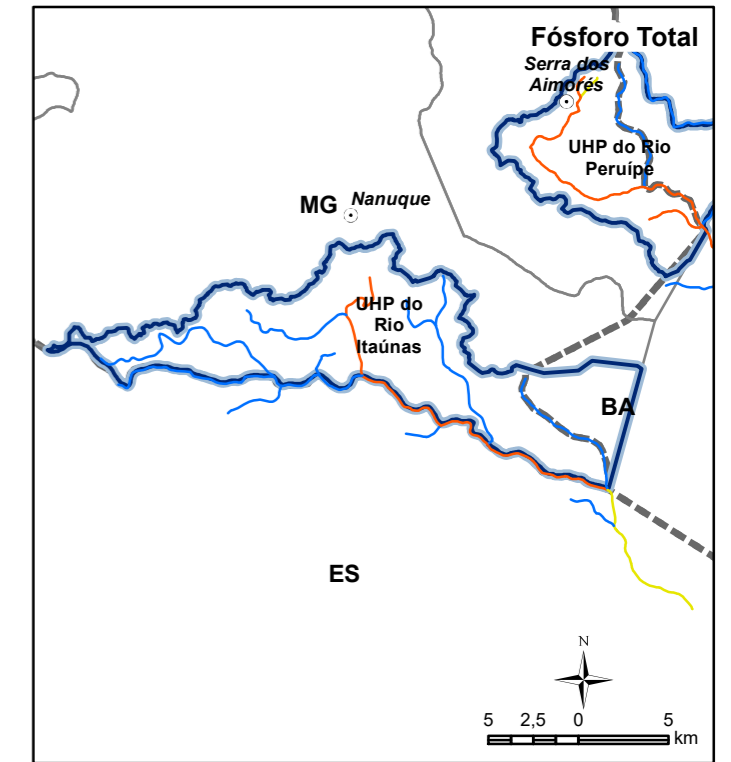 Fósforo Total
Serra dos
Aimorés
UHP do Rio
Peruípe
MG
Nanuque
UHP do
Rio
Itaúnas
BA
ES
N
5 2,5 0 5
km